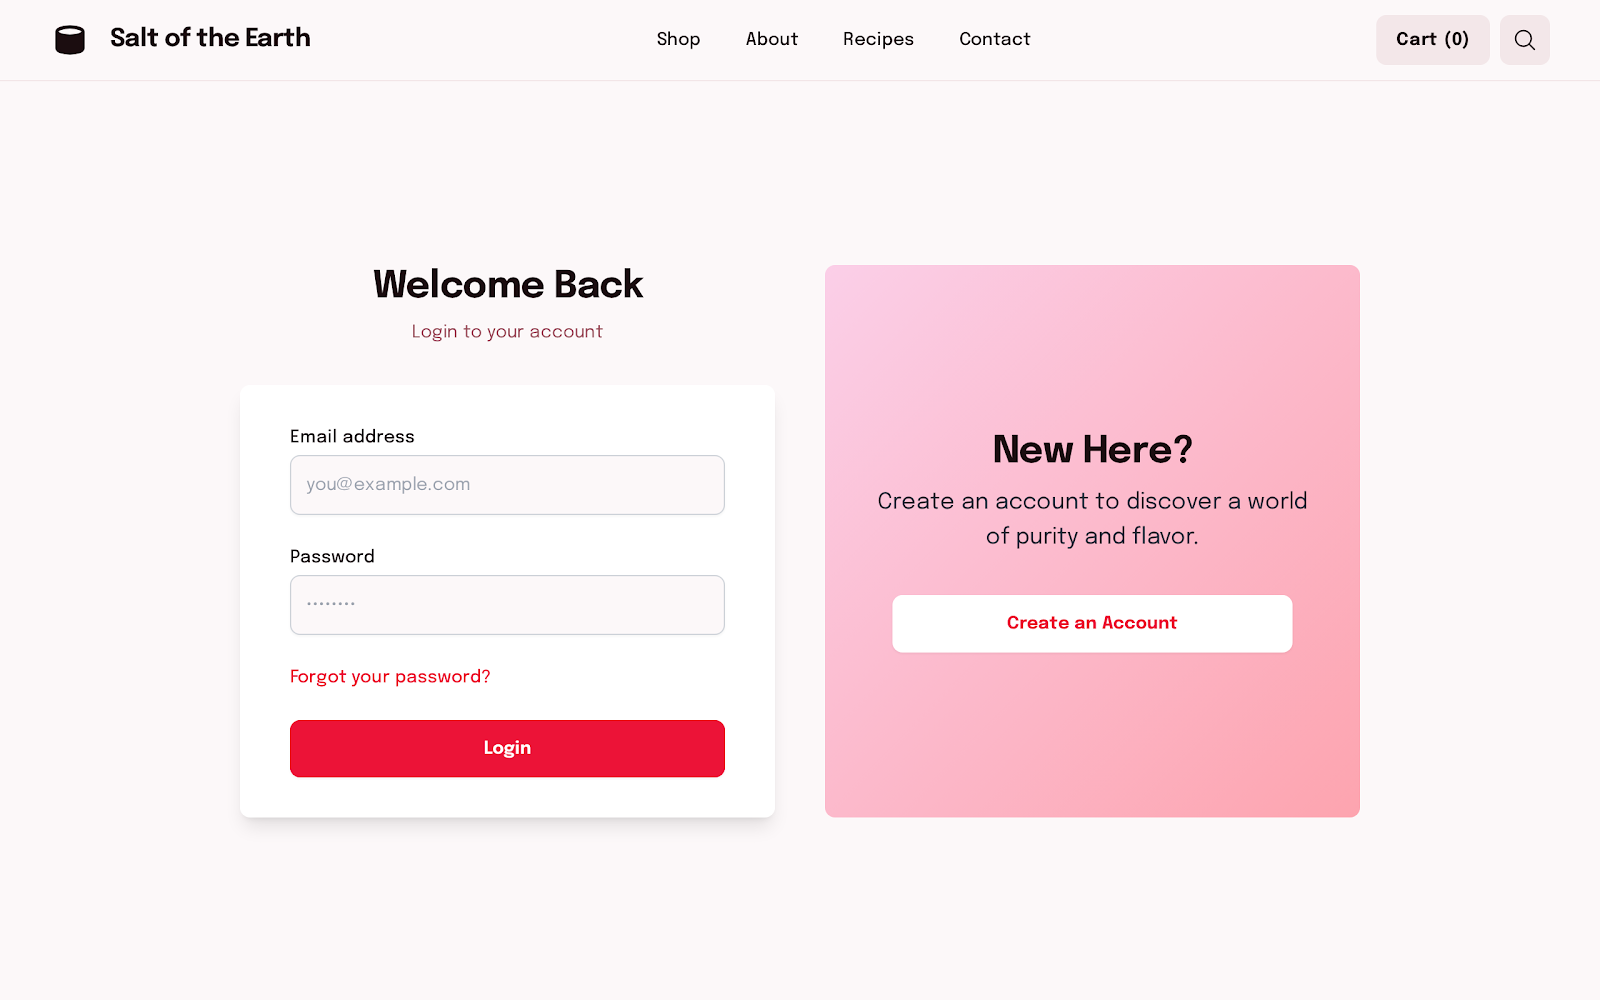 Salt of the Earth
Shop
About
Recipes
Contact
Cart (0)
Welcome Back
Login to your account
Email address
you@example.com
Password
••••••••
Forgot your password?
Login
New Here?
Create an account to discover a world
of purity and flavor.
Create an Account